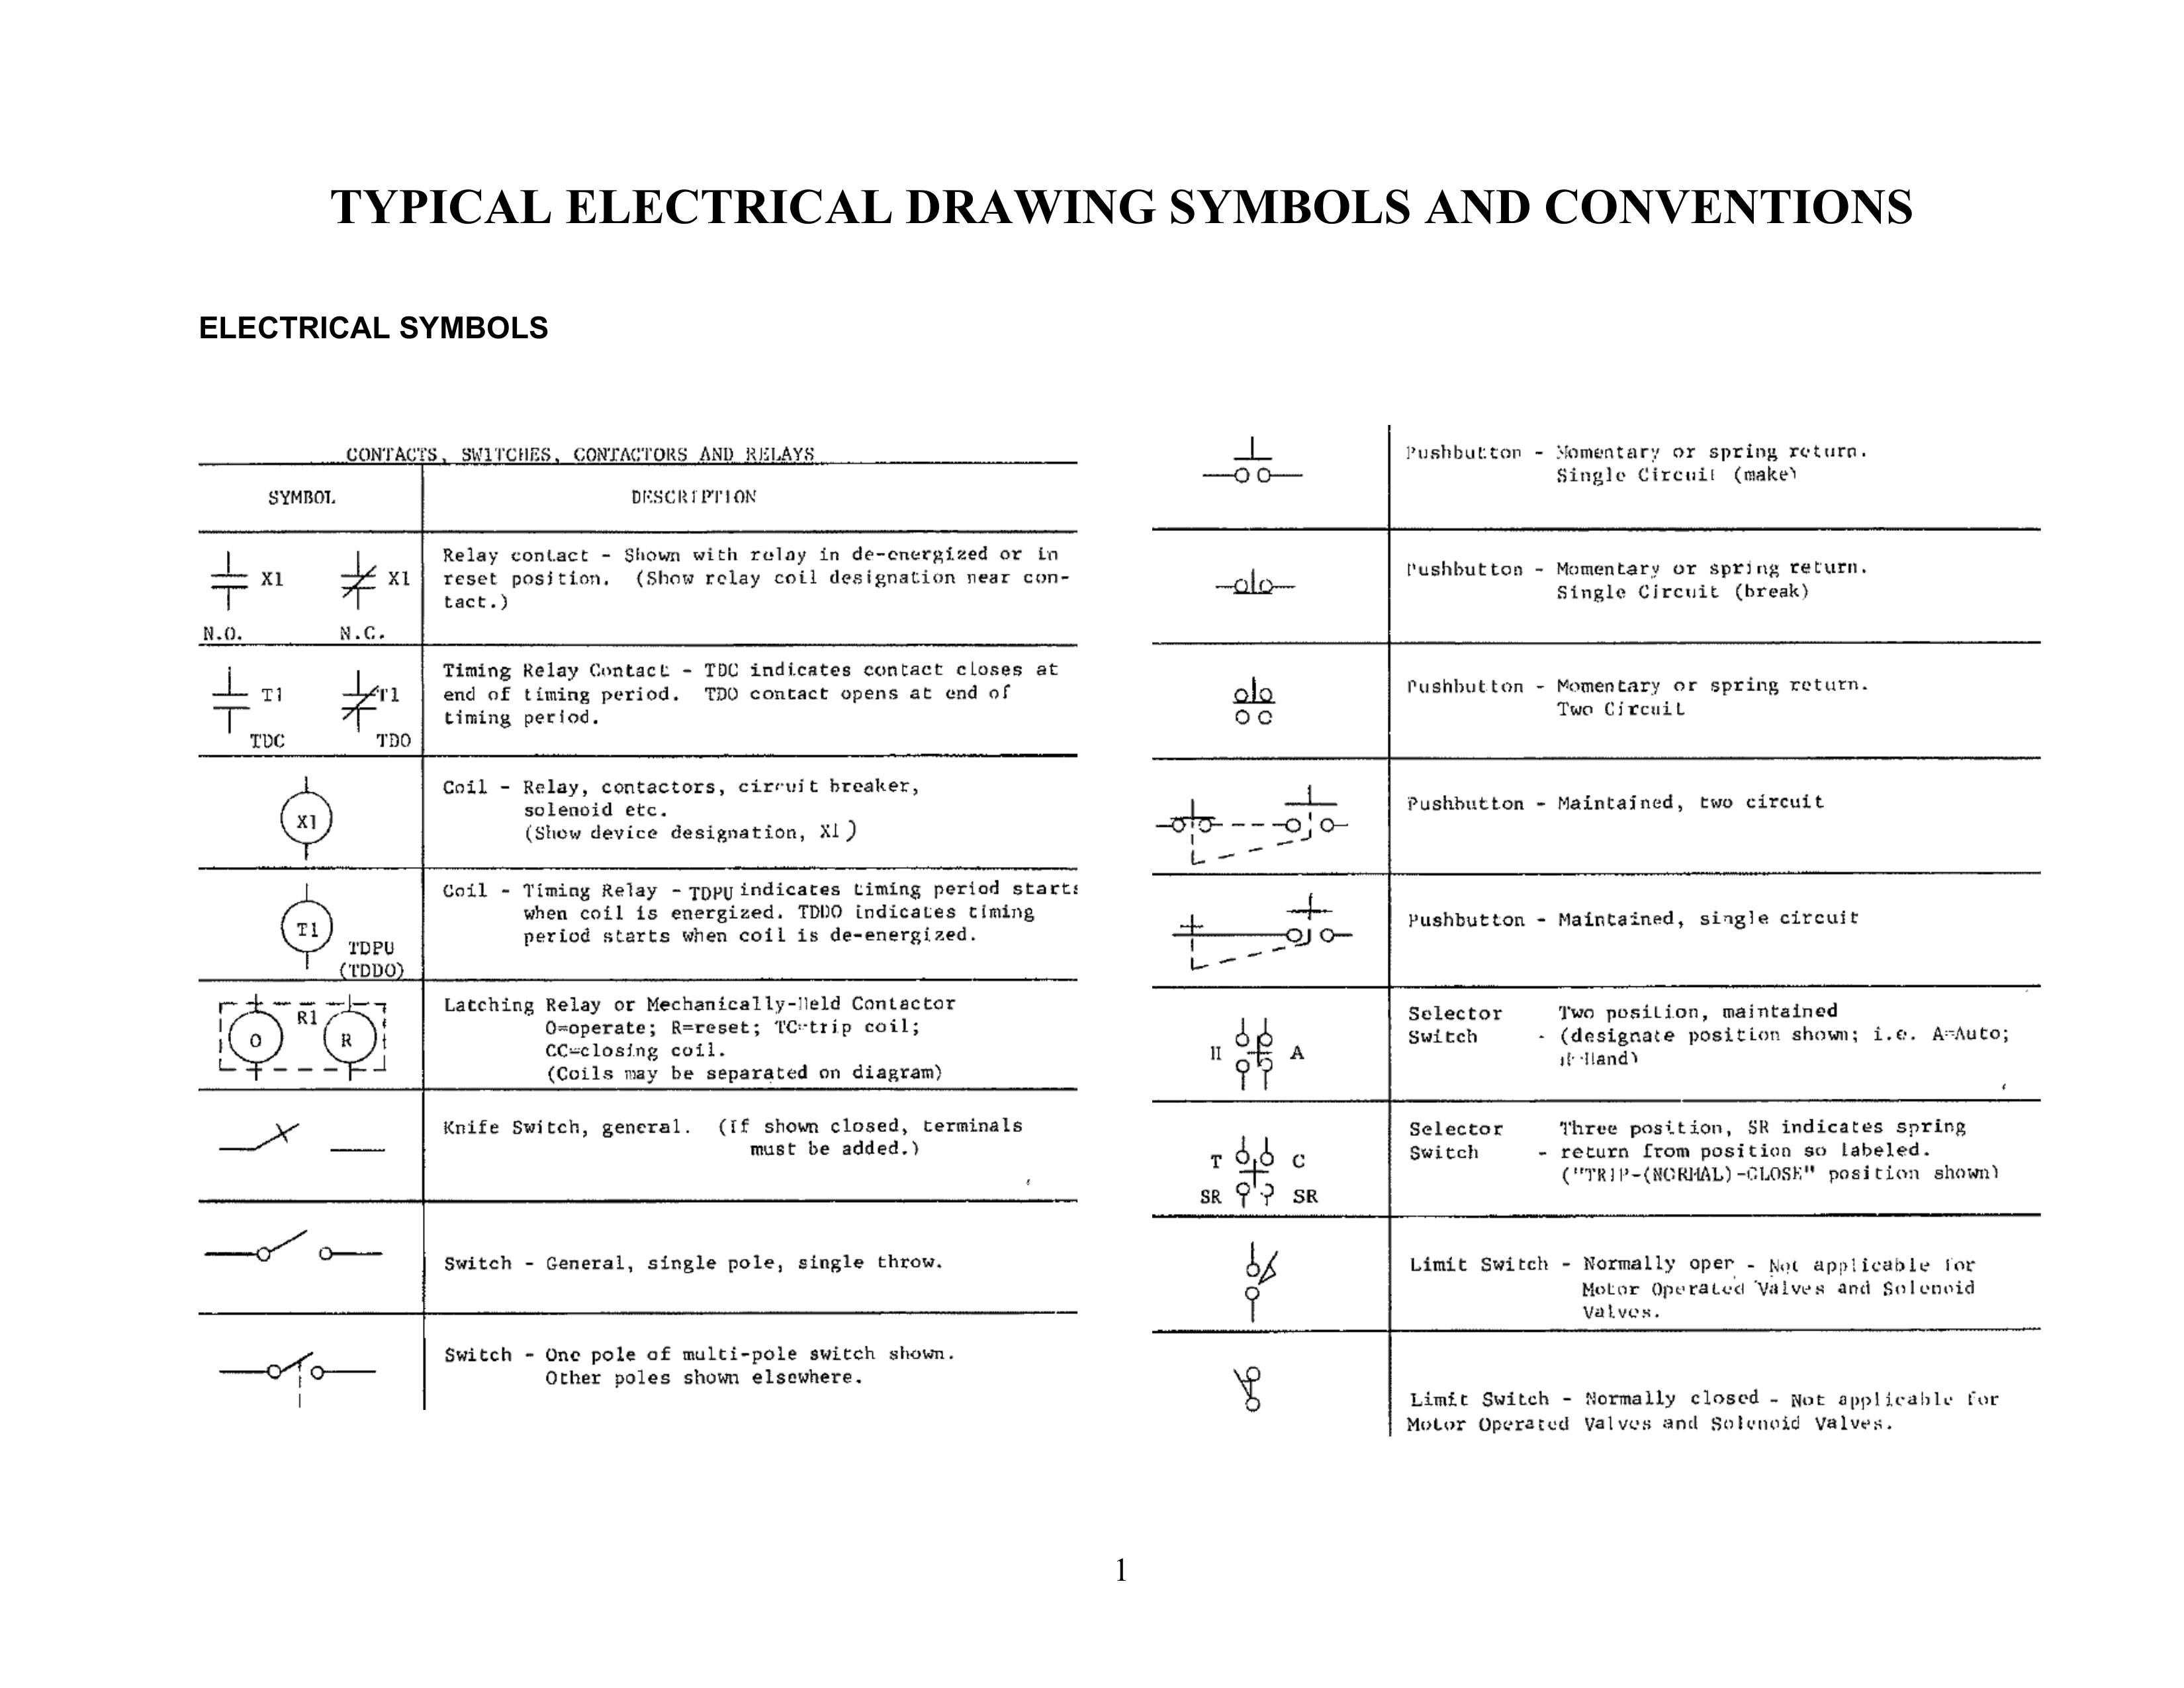 TYPICAL ELECTRICAL DRAWING SYMBOLS AND CONVENTIONS
ELECTRICAL SYMBOLS
CONTACTS, SWITCHES, CONTACTORS AND RELAYS
SYMBOL DESCRIPTION
X1 X1
N.O. N.C.
Relay contact - Shown with relay in de-energized or in
reset position. (Show relay coil designation near con-
tact.)
T1 T1
TDC TDO
Timing Relay Contact - TDC indicates contact closes at
end of timing period. TDO contact opens at end of
timing period.
X1
Coil - Relay, contactors, circuit breaker,
solenoid etc.
(Show device designation, X1)
T1
TDPU
(TDDO)
Coil - Timing Relay - TDPU indicates timing period starts
when coil is energized. TDDO indicates timing
period starts when coil is de-energized.
O R1 R
Latching Relay or Mechanically-Held Contactor
O=operate; R=reset; TC=trip coil;
CC=closing coil.
(Coils may be separated on diagram)
Knife Switch, general. (If shown closed, terminals
must be added.)
Switch - General, single pole, single throw.
Switch - One pole of multi-pole switch shown.
Other poles shown elsewhere.
Pushbutton - Momentary or spring return.
Single Circuit (make)
Pushbutton - Momentary or spring return.
Single Circuit (break)
Pushbutton - Momentary or spring return.
Two Circuit
Pushbutton - Maintained, two circuit
Pushbutton - Maintained, single circuit
H A
Selector Two position, maintained
Switch - (designate position shown; i.e. A=Auto;
H=Hand)
T C
SR SR
Selector Three position, SR indicates spring
Switch - return from position so labeled.
("TRIP-(NORMAL)-CLOSE" position shown)
Limit Switch - Normally open - Not applicable for
Motor Operated Valves and Solenoid
Valves.
Limit Switch - Normally closed - Not applicable for
Motor Operated Valves and Solenoid Valves.
1